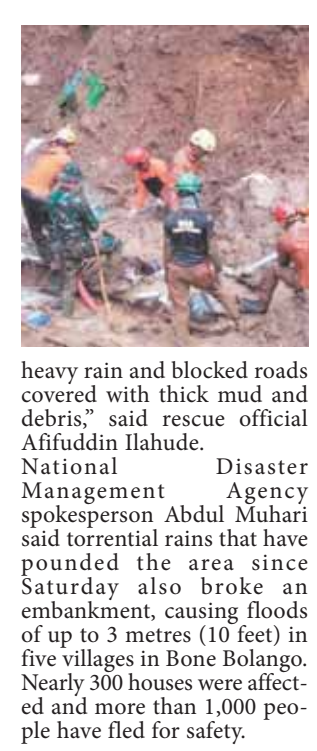 heavy rain and blocked roads
covered with thick mud and
debris,” said rescue official
Afifuddin Ilahude.
National Disaster
Management Agency
spokesperson Abdul Muhari
said torrential rains that have
pounded the area since
Saturday also broke an
embankment, causing floods
of up to 3 metres (10 feet) in
five villages in Bone Bolango.
Nearly 300 houses were affect-
ed and more than 1,000 peo-
ple have fled for safety.